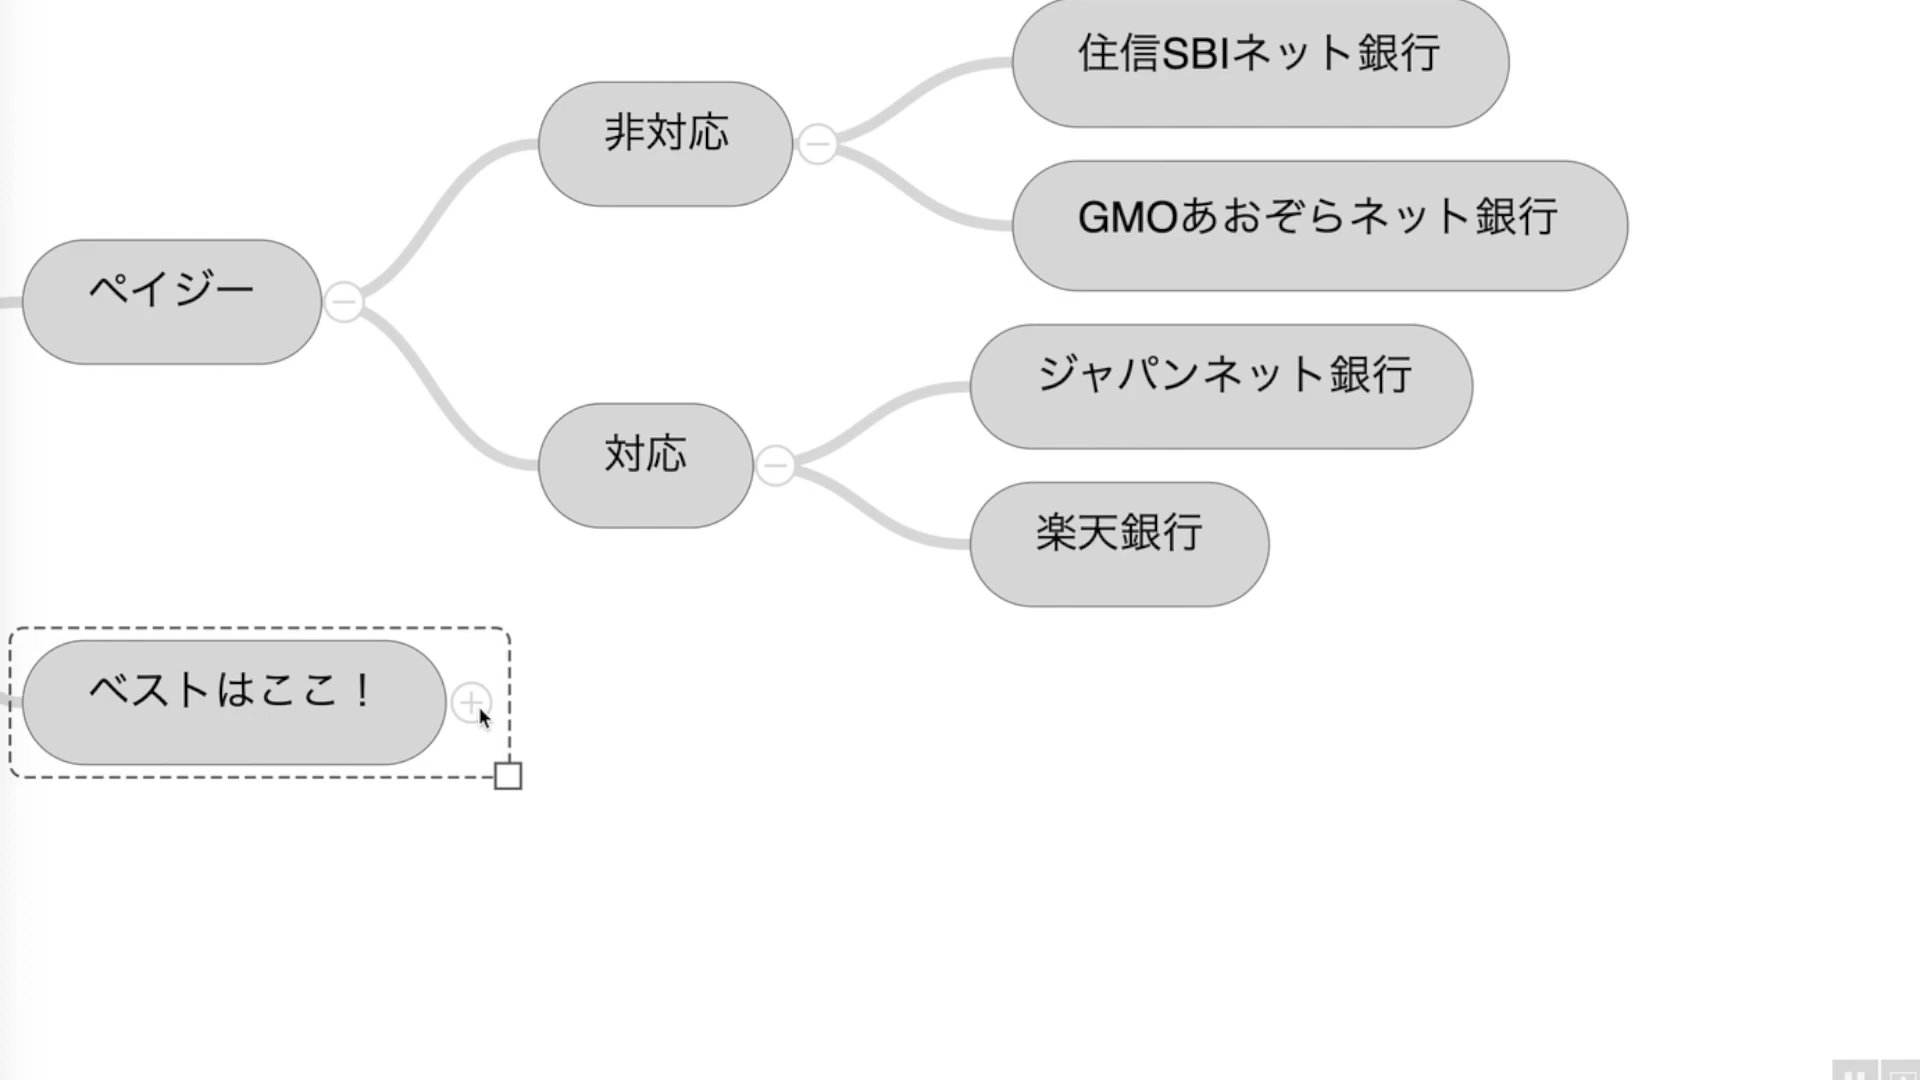 住信SBIネット銀行
非対応
GMOあおぞらネット銀行
ペイジー
ジャパンネット銀行
対応
楽天銀行
ベストはここ！